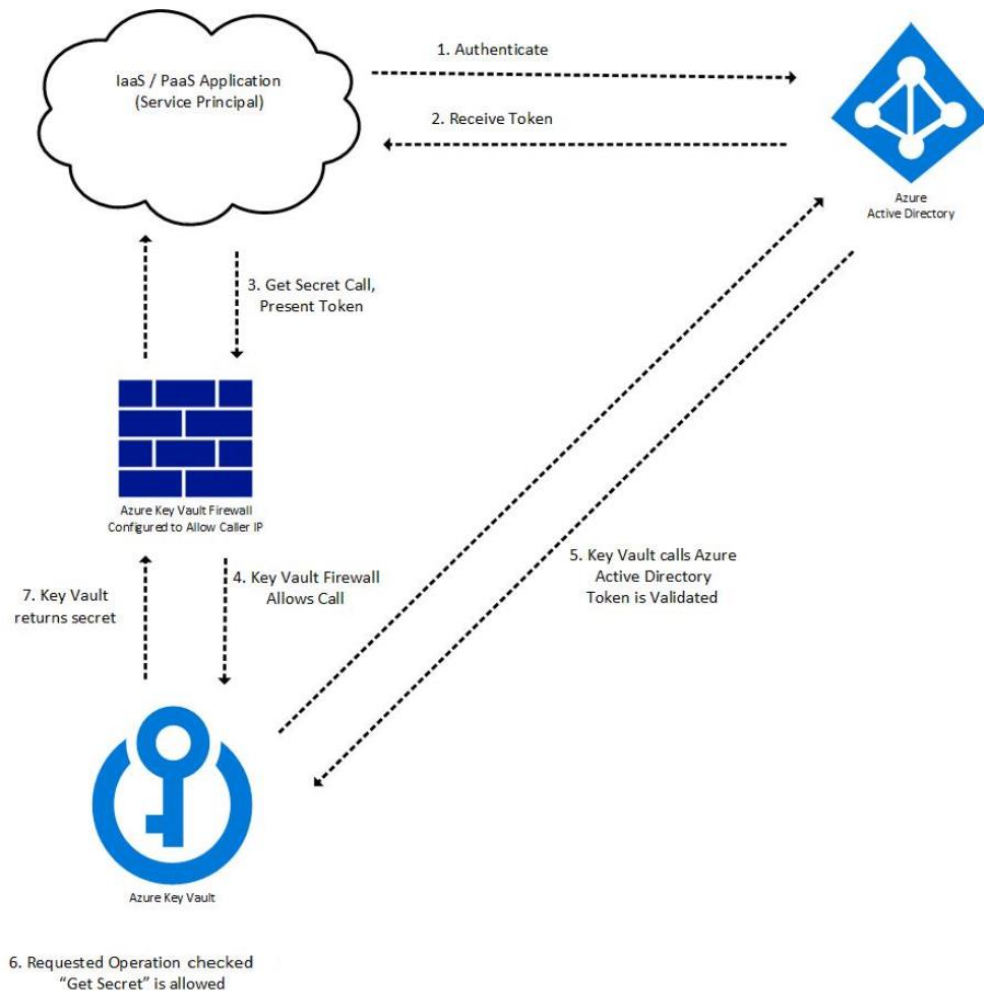 1. Authenticate
IaaS / PaaS Application
(Service Principal)
2. Receive Token
Azure
Active Directory
3. Get Secret Call,
Present Token
Azure Key Vault Firewall
Configured to Allow Caller IP
5. Key Vault calls Azure
Active Directory
Token is Validated
4. Key Vault Firewall
Allows Call
7. Key Vault
returns secret
Azure Key Vault
6. Requested Operation checked
“Get Secret” is allowed